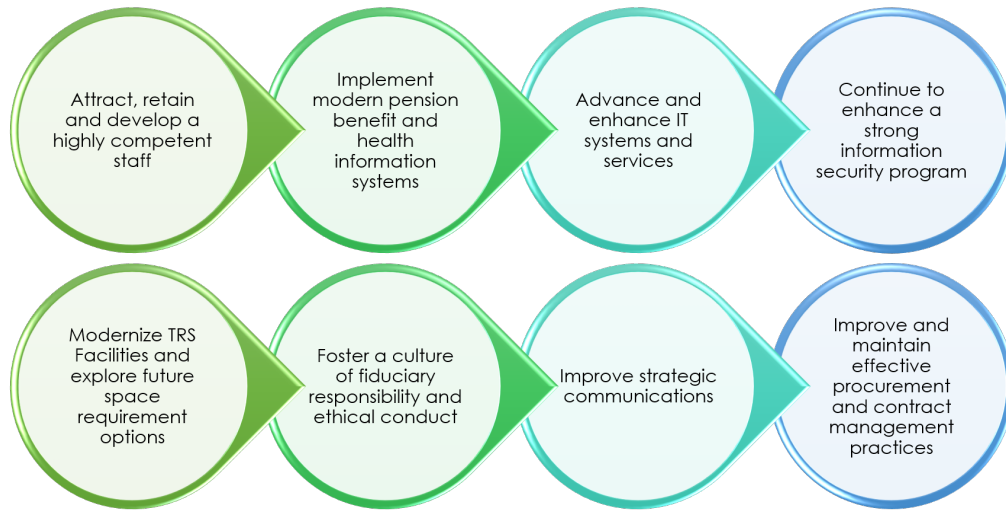 Attract, retain
and develop a
highly competent
staff
Implement
modern pension
benefit and
health
information
systems
Advance and
enhance IT
systems and
services
Continue to
enhance a
strong
information
security program
Modernize TRS
Facilities and
explore future
space
requirement
options
Foster a culture
of fiduciary
responsibility and
ethical conduct
Improve strategic
communications
Improve and
maintain
effective
procurement
and contract
management
practices